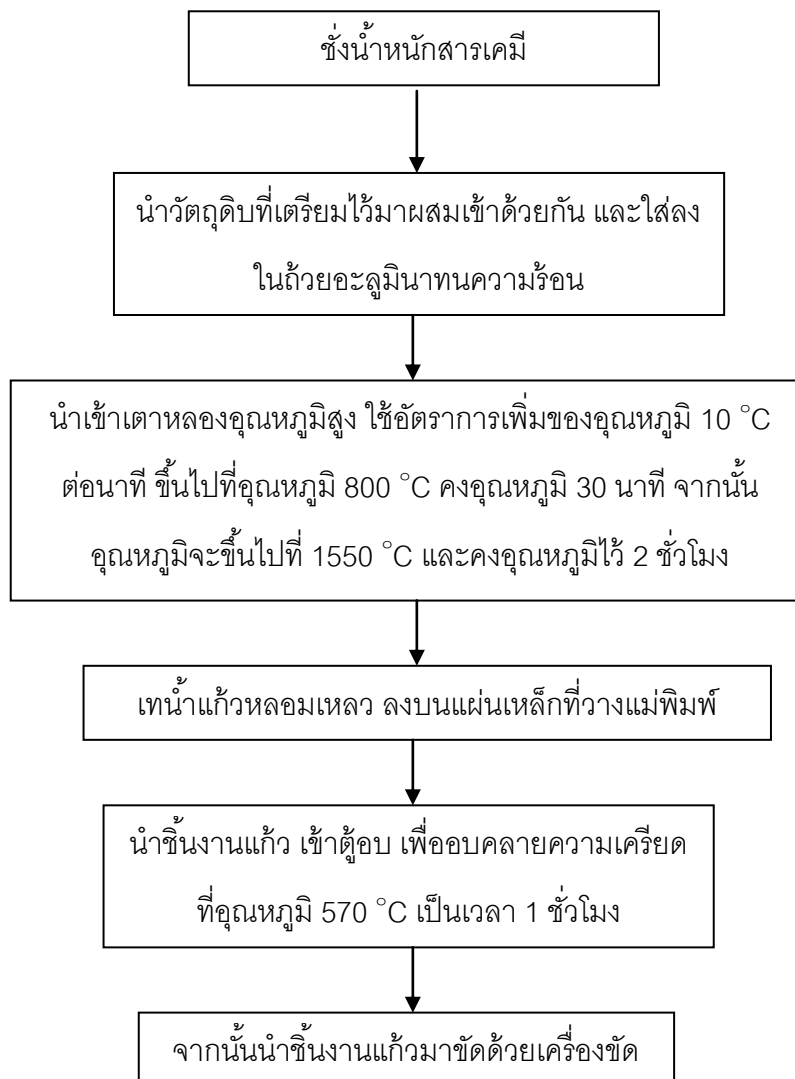 ชั่งน้ำหนักสารเคมี
นำวัตถุดิบที่เตรียมไว้มาผสมเข้าด้วยกัน และใส่ลง
ในถ้วยอะลูมินาทนความร้อน
นำเข้าเตาหลองอุณหภูมิสูง ใช้อัตราการเพิ่มของอุณหภูมิ 10 °C
ต่อนาที ขึ้นไปที่อุณหภูมิ 800 °C คงอุณหภูมิ 30 นาที จากนั้น
อุณหภูมิจะขึ้นไปที่ 1550 °C และคงอุณหภูมิไว้ 2 ชั่วโมง
เทน้ำแก้วหลอมเหลว ลงบนแผ่นเหล็กที่วางแม่พิมพ์
นำชิ้นงานแก้ว เข้าตู้อบ เพื่ออบคลายความเครียด
ที่อุณหภูมิ 570 °C เป็นเวลา 1 ชั่วโมง
จากนั้นนำชิ้นงานแก้วมาขัดด้วยเครื่องขัด